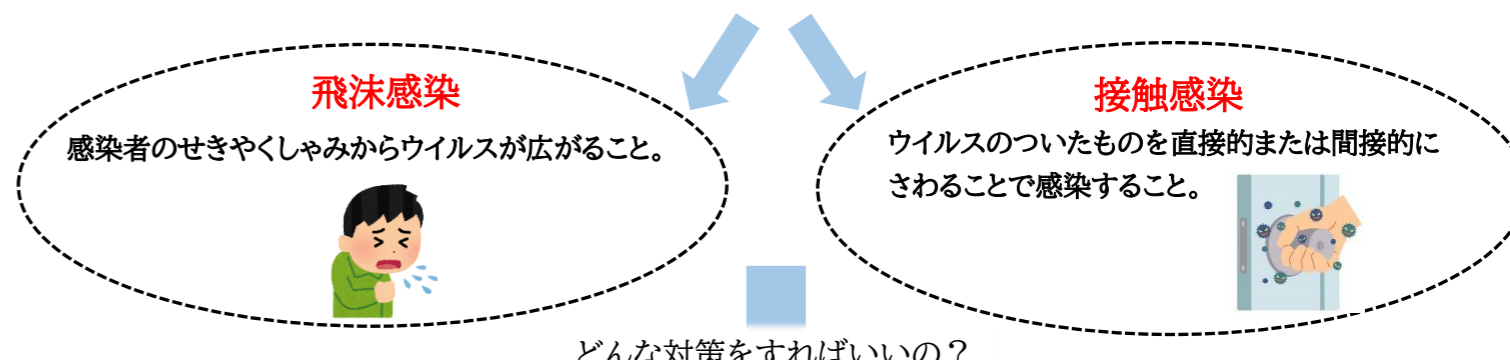 飛沫感染
感染者のせきやくしゃみからウイルスが広がること。
接触感染
ウイルスのついたものを直接的または間接的に
さわることで感染すること。
どんな対策をすればいいの？